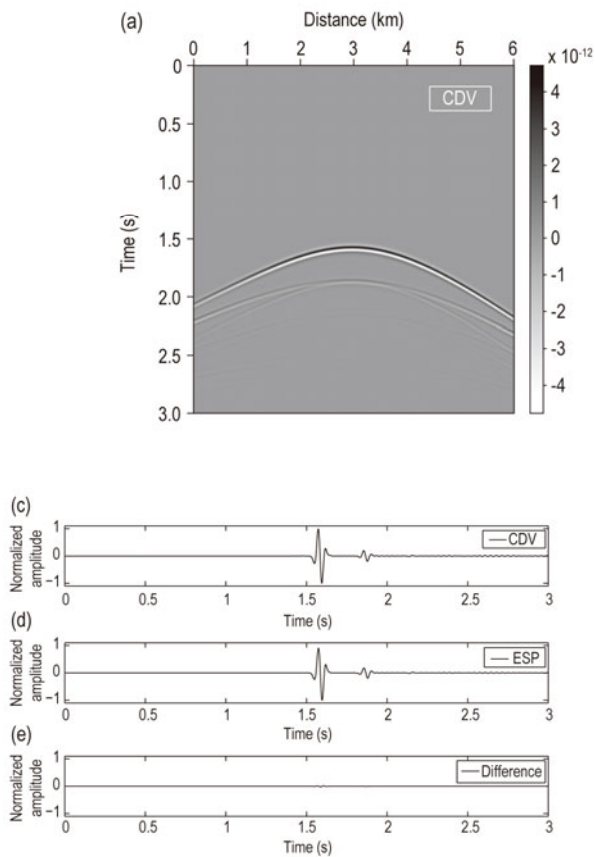 (a)
Distance (km)
0 1 2 3 4 5 6
x 10-12
CDV
Time (s)
0
0.5
1.0
1.5
2.0
2.5
3.0
4
3
2
1
0
-1
-2
-3
-4
(c)
Normalized
amplitude
1
0
−1
CDV
0 0.5 1 1.5 2 2.5 3
Time (s)
(d)
Normalized
amplitude
1
0
−1
ESP
0 0.5 1 1.5 2 2.5 3
Time (s)
(e)
Normalized
amplitude
1
0
−1
Difference
0 0.5 1 1.5 2 2.5 3
Time (s)